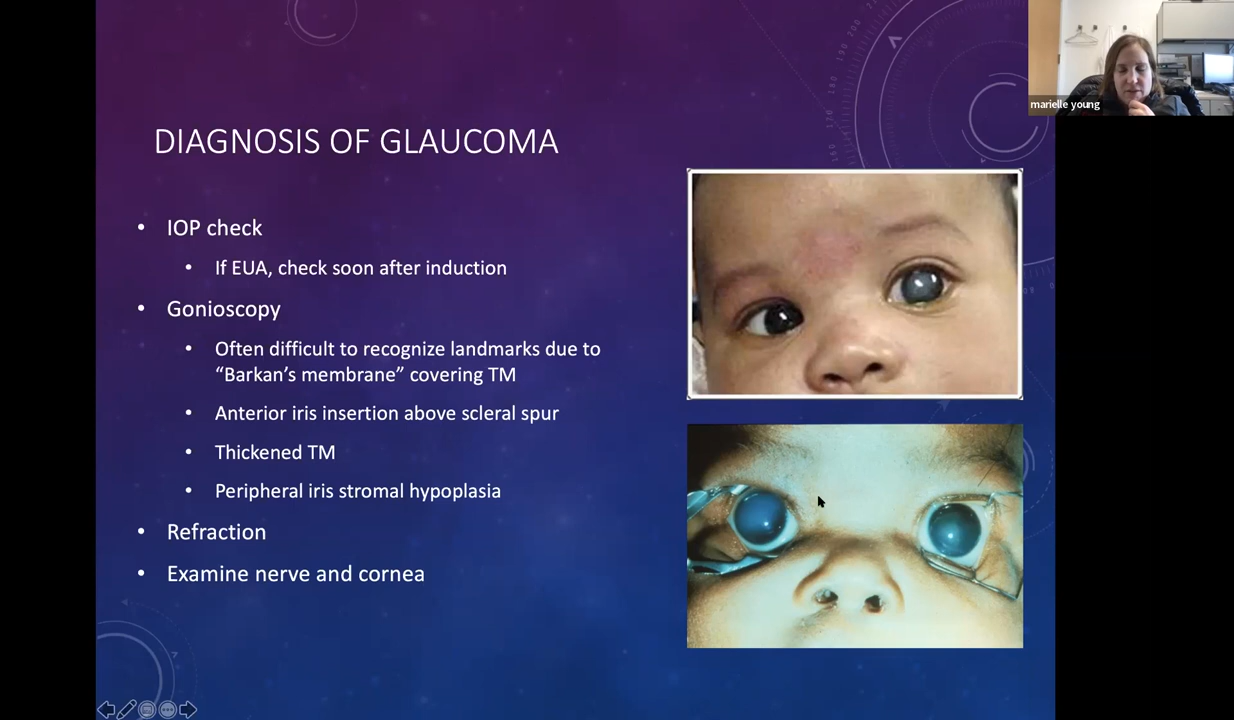 marielle young
DIAGNOSIS OF GLAUCOMA
• IOP check
• If EUA, check soon after induction
• Gonioscopy
• Often difficult to recognize landmarks due to
“Barkan’s membrane” covering TM
• Anterior iris insertion above scleral spur
• Thickened TM
• Peripheral iris stromal hypoplasia
• Refraction
• Examine nerve and cornea